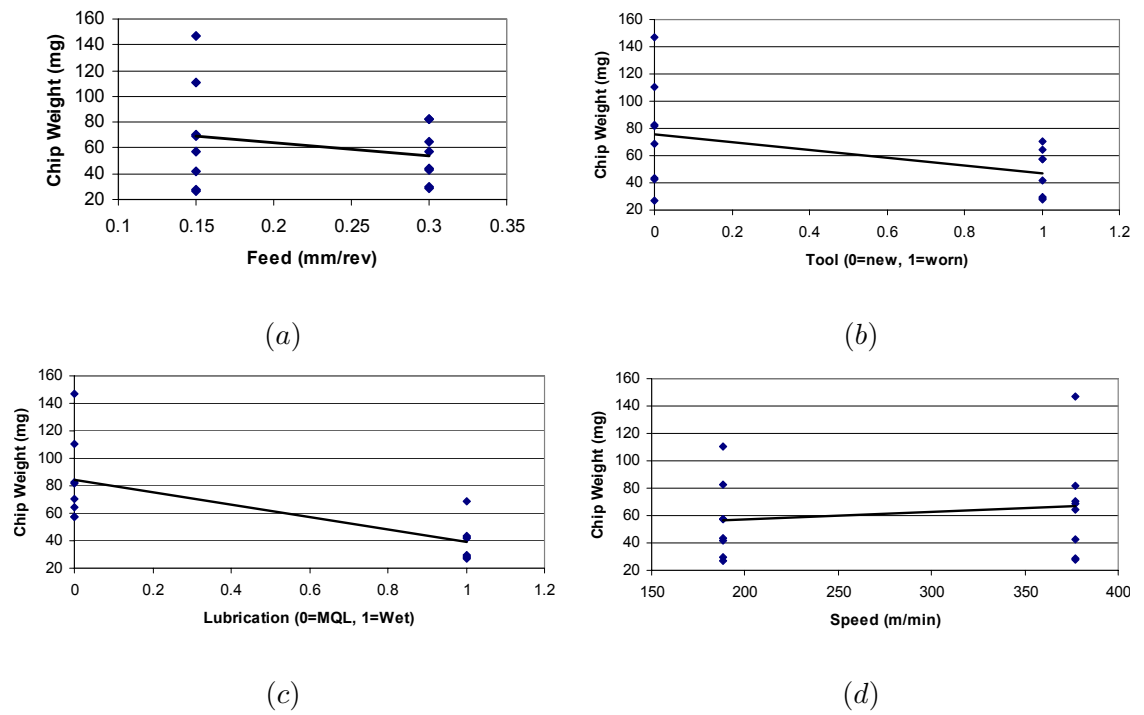 160
140
120
100
80
60
40
20
0.1 0.15 0.2 0.25 0.3 0.35
Chip Weight (mg)
Feed (mm/rev)
(a)
160
140
120
100
80
60
40
20
0 0.2 0.4 0.6 0.8 1 1.2
Chip Weight (mg)
Tool (0=new, 1=worn)
(b)
160
140
120
100
80
60
40
20
0 0.2 0.4 0.6 0.8 1 1.2
Chip Weight (mg)
Lubrication (0=MQL, 1=Wet)
(c)
160
140
120
100
80
60
40
20
150 200 250 300 350 400
Chip Weight (mg)
Speed (m/min)
(d)